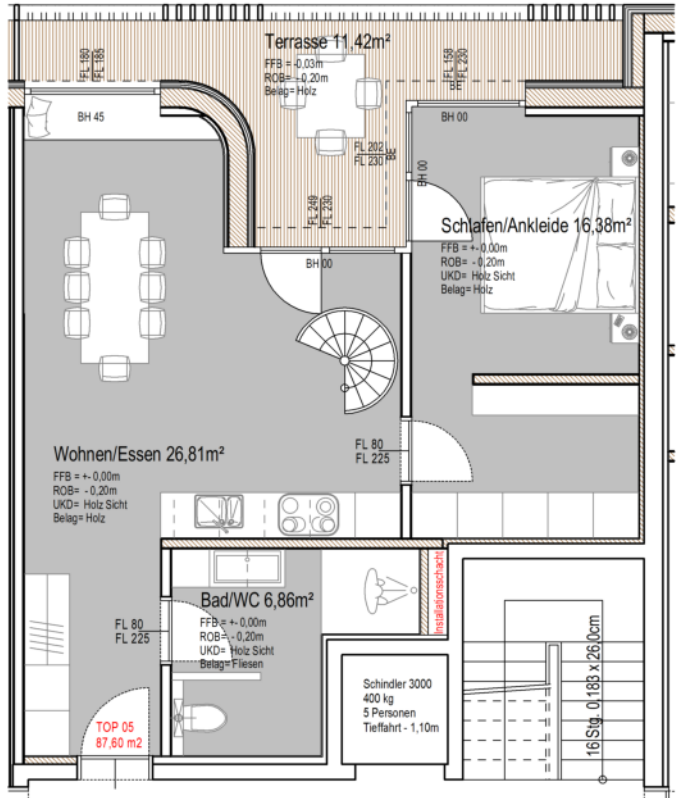 Terrasse 11,42m²
FFB = -0,03m
ROB= - 0,20m
Belag= Holz
FL 180
FL 185
FL 158
FL 230
BE
BH 45
BH 00
FL 202
FL 230
BE
BH 00
FL 249
FL 230
BH 00
Schlafen/Ankleide 16,38m²
FFB = +- 0,00m
ROB= - 0,20m
UKD= Holz Sicht
Belag= Holz
Wohnen/Essen 26,81m²
FFB = +- 0,00m
ROB= - 0,20m
UKD= Holz Sicht
Belag= Holz
FL 80
FL 225
Bad/WC 6,86m²
FFB = +- 0,00m
ROB= - 0,20m
UKD= Holz Sicht
Belag= Fliesen
FL 80
FL 225
Installationsschacht
Schindler 3000
400 kg
5 Personen
Tieffahrt - 1,10m
16 Stg. 0,183 x 26,0cm
TOP 05
87,60 m2